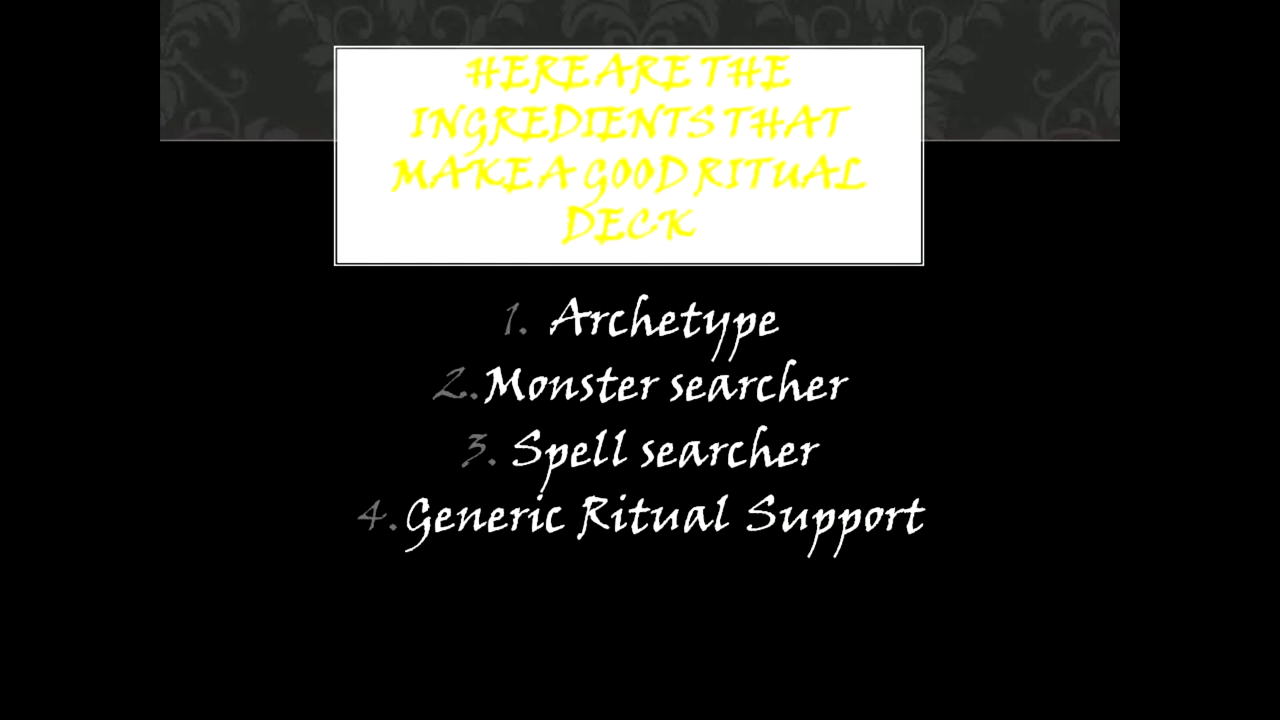 HERE ARE THE
INGREDIENTS THAT
MAKE A GOOD RITUAL
DECK
1. Archetype
2. Monster searcher
3. Spell searcher
4. Generic Ritual Support